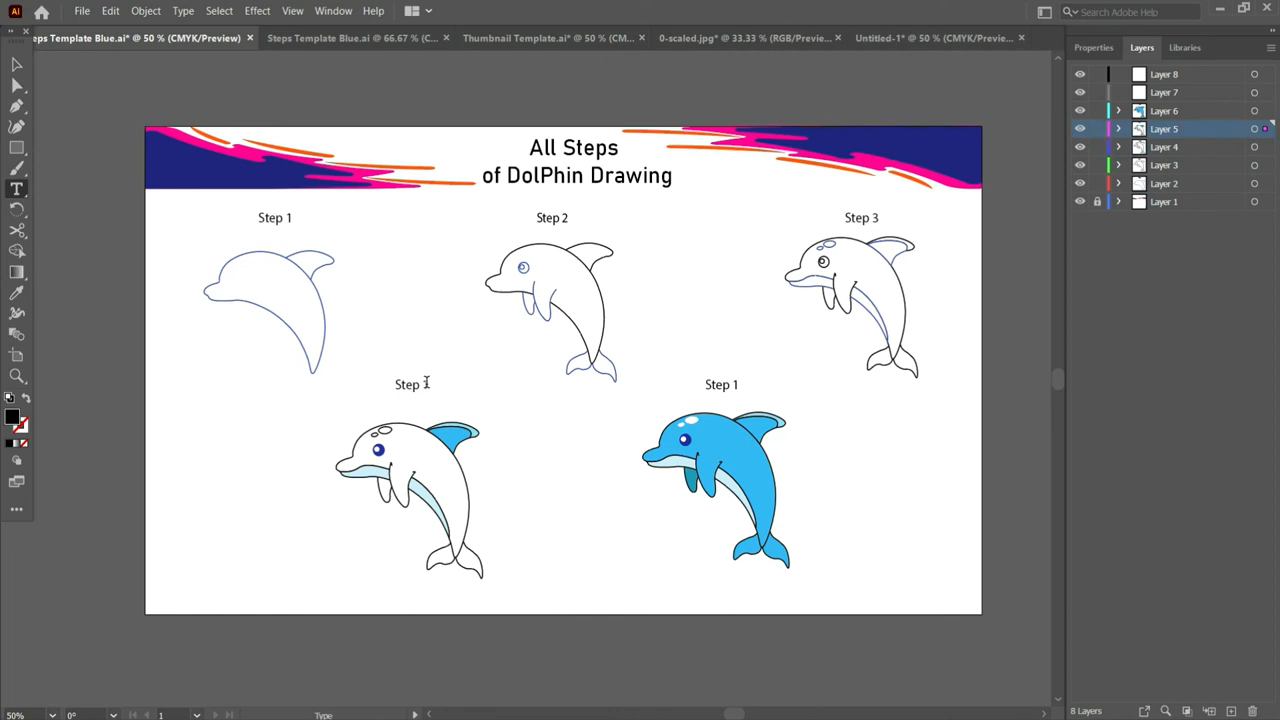 File Edit Object Type Select Effect View Window Help
Search Adobe Help
eps Template Blue.ai* @ 50 % (CMYK/Preview) ×
Steps Template Blue.ai @ 66.67 % (C... ×
Thumbnail Template.ai* @ 50 % (CM... ×
0-scaled.jpg* @ 33.33 % (RGB/Previe... ×
Untitled-1* @ 50 % (CMYK/Previe... ×
Properties Layers Libraries
Layer 8
Layer 7
Layer 6
Layer 5
Layer 4
Layer 3
Layer 2
Layer 1
All Steps
of DolPhin Drawing
Step 1
Step 2
Step 3
Step
Step 1
50% 0° 1 Type
8 Layers